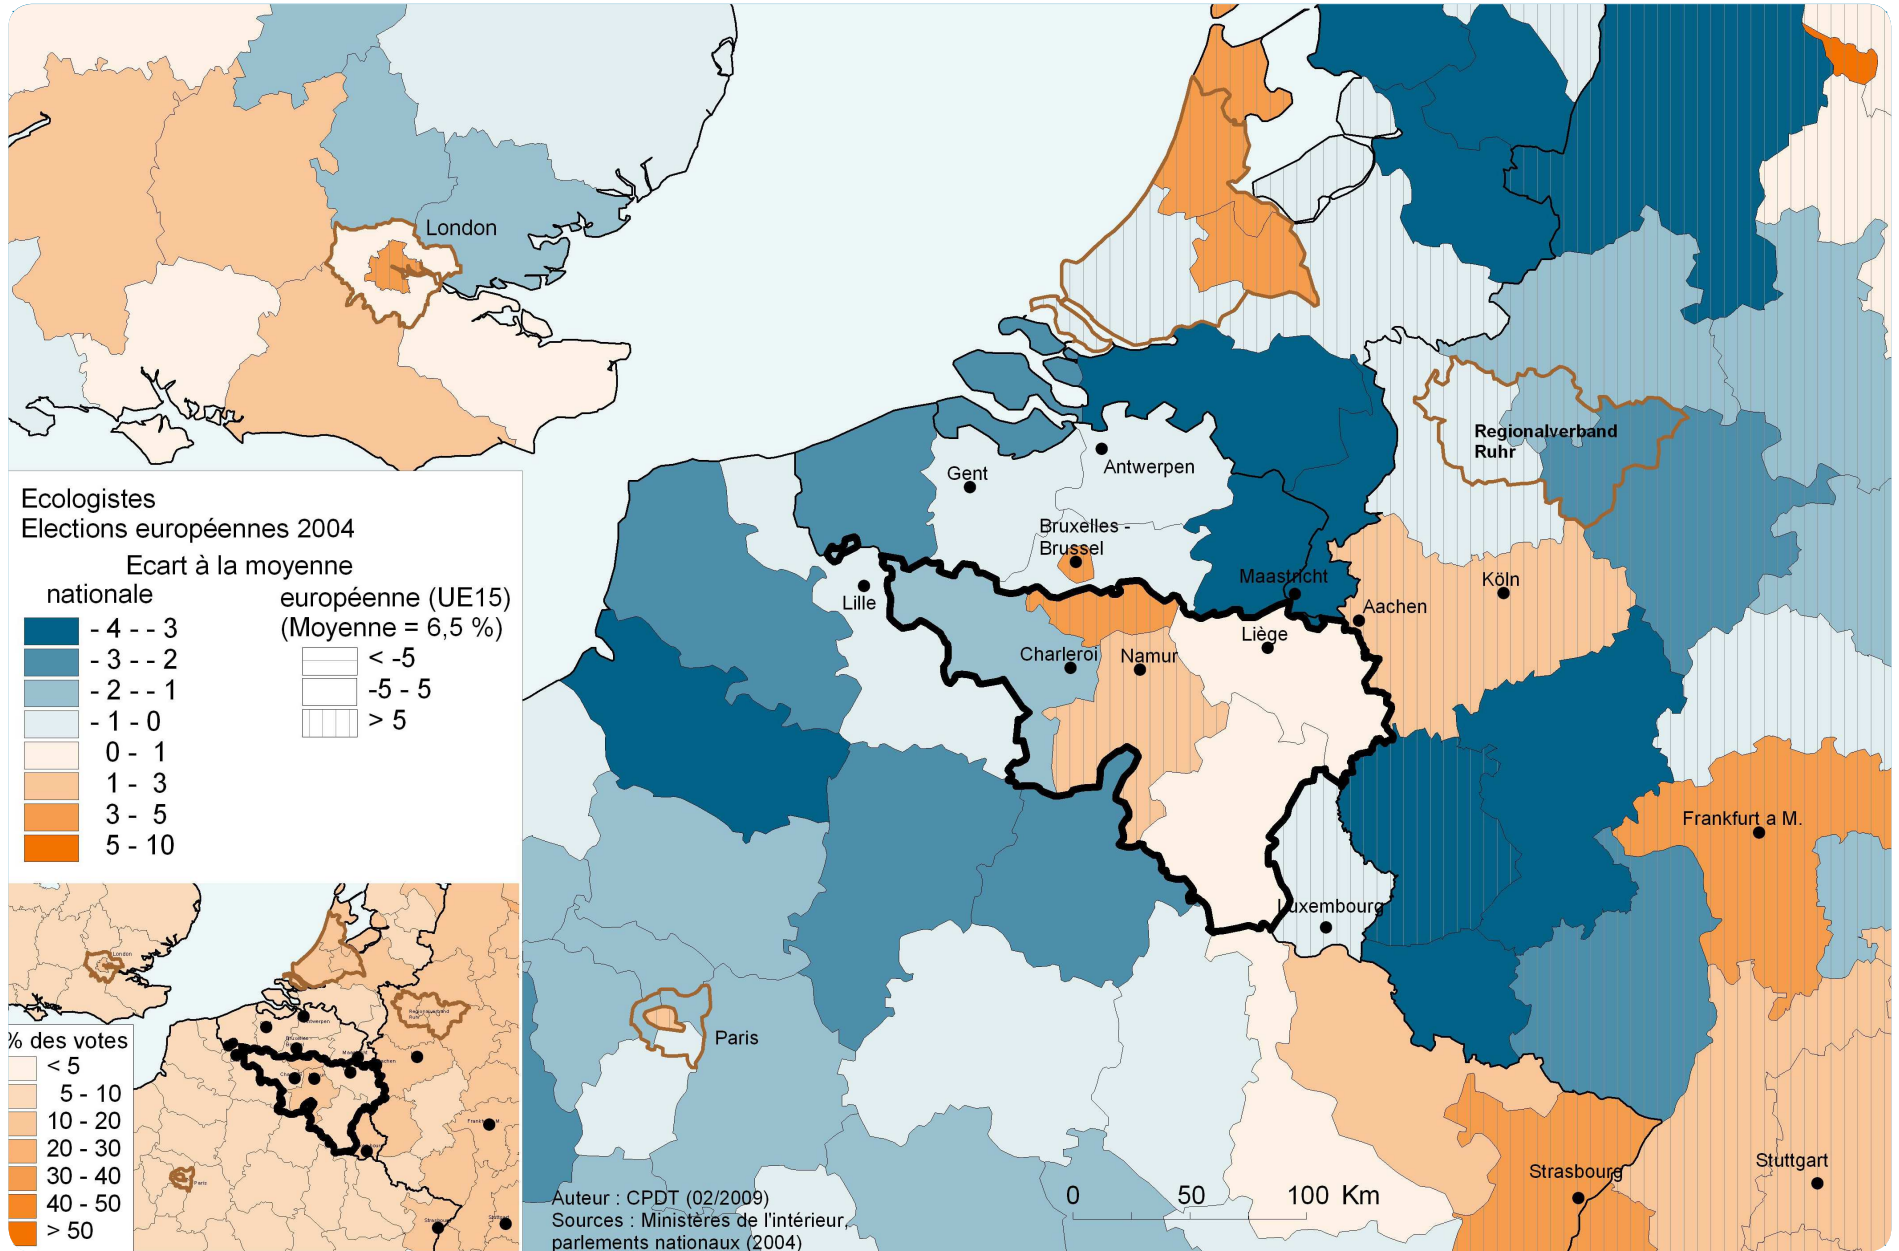 London
Antwerpen
Gent
Bruxelles -
Brussel
Maastricht
Aachen
Köln
Regionalverband
Ruhr
Lille
Liège
Charleroi
Namur
Frankfurt a M.
Luxembourg
Paris
Strasbourg
Stuttgart
0 50 100 Km
Ecologistes
Elections européennes 2004
Ecart à la moyenne
nationale
- 4 - - 3
- 3 - - 2
- 2 - - 1
- 1 - 0
0 - 1
1 - 3
3 - 5
5 - 10
européenne (UE15)
(Moyenne = 6,5 %)
< -5
-5 - 5
> 5
London
Regionalverband
Ruhr
Paris
% des votes
< 5
5 - 10
10 - 20
20 - 30
30 - 40
40 - 50
> 50
Auteur : CPDT (02/2009)
Sources : Ministères de l'intérieur,
parlements nationaux (2004)